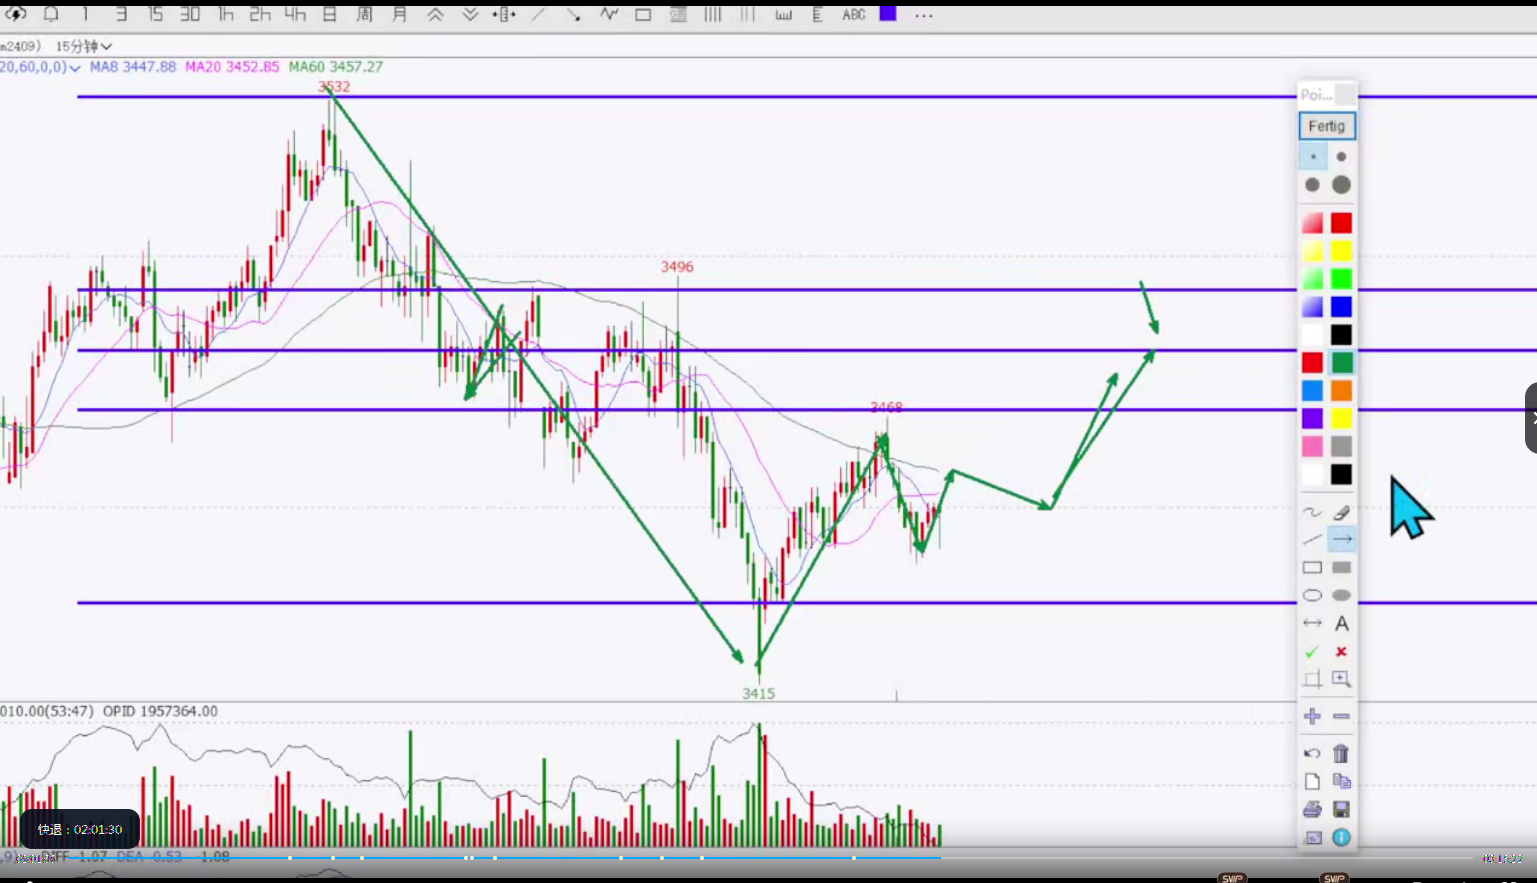 1 3 15 30 1h 2h 4h 日 周 月 ABC ...
m2409) 15分钟
20,60,0,0) MA8 3447.88 MA20 3452.85 MA60 3457.27
3532
Poi...
Fertig
3496
3468
A
3415
010.00(53:47) OPID 1957364.00
快退：02:01:30
DIFF -1.07 DEA -0.53 -1.08
SVIP SVIP